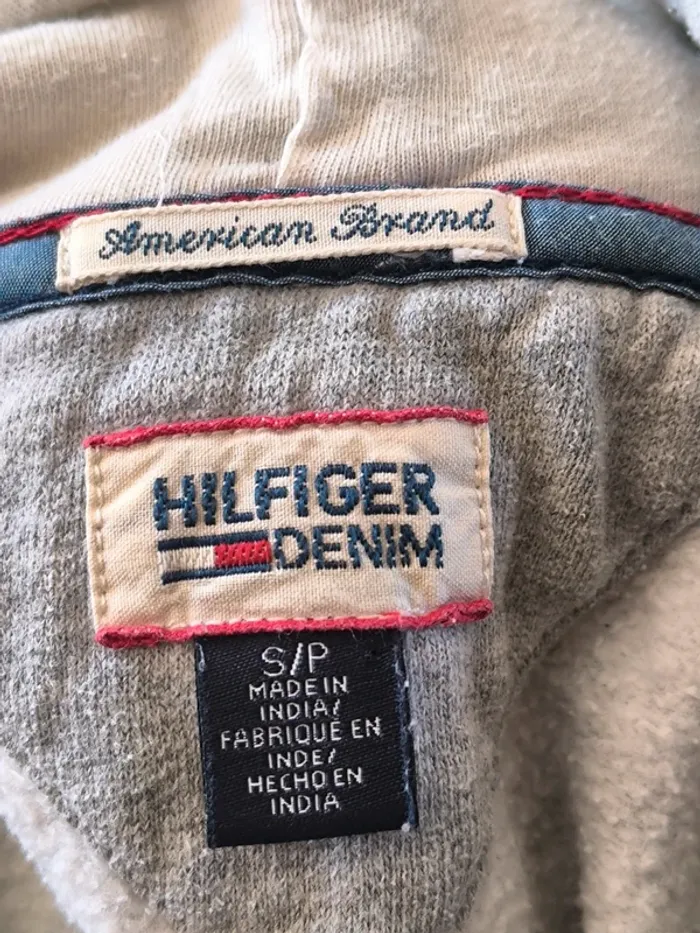 American Brand
HILFIGER
DENIM
S/P
MADE IN
INDIA/
FABRIQUÉ EN
INDE/
HECHO EN
INDIA